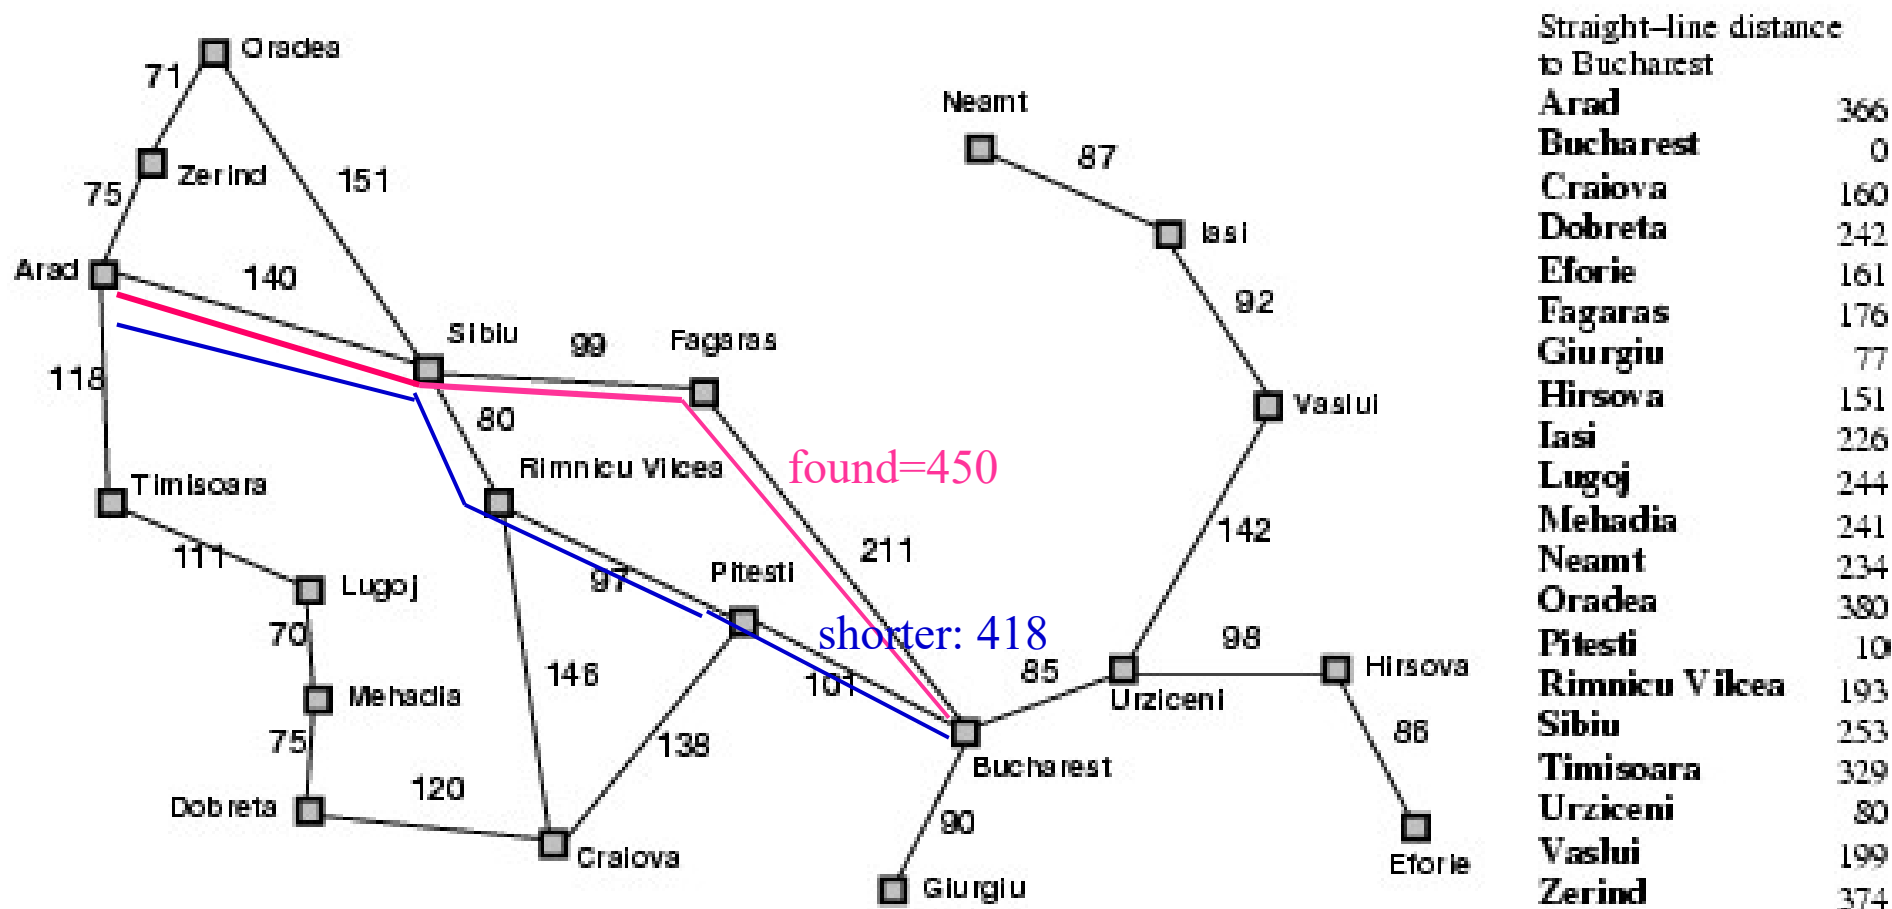 Oradea
71
Neamt
87
Zerind
151
75
Iasi
Arad
140
92
Sibiu
99
Fagaras
118
80
Vaslui
Rimnicu Vilcea
found=450
Timisoara
142
111
211
97
Pitesti
Lugoj
70
shorter: 418
98
146
101
85
Hirsova
Mehadia
Urziceni
86
75
138
Bucharest
Dobreta
120
90
Craiova
Eforie
Giurgiu
Straight–line distance
to Bucharest
Arad 366
Bucharest 0
Craiova 160
Dobreta 242
Eforie 161
Fagaras 176
Giurgiu 77
Hirsova 151
Iasi 226
Lugoj 244
Mehadia 241
Neamt 234
Oradea 380
Pitesti 10
Rimnicu Vilcea 193
Sibiu 253
Timisoara 329
Urziceni 80
Vaslui 199
Zerind 374